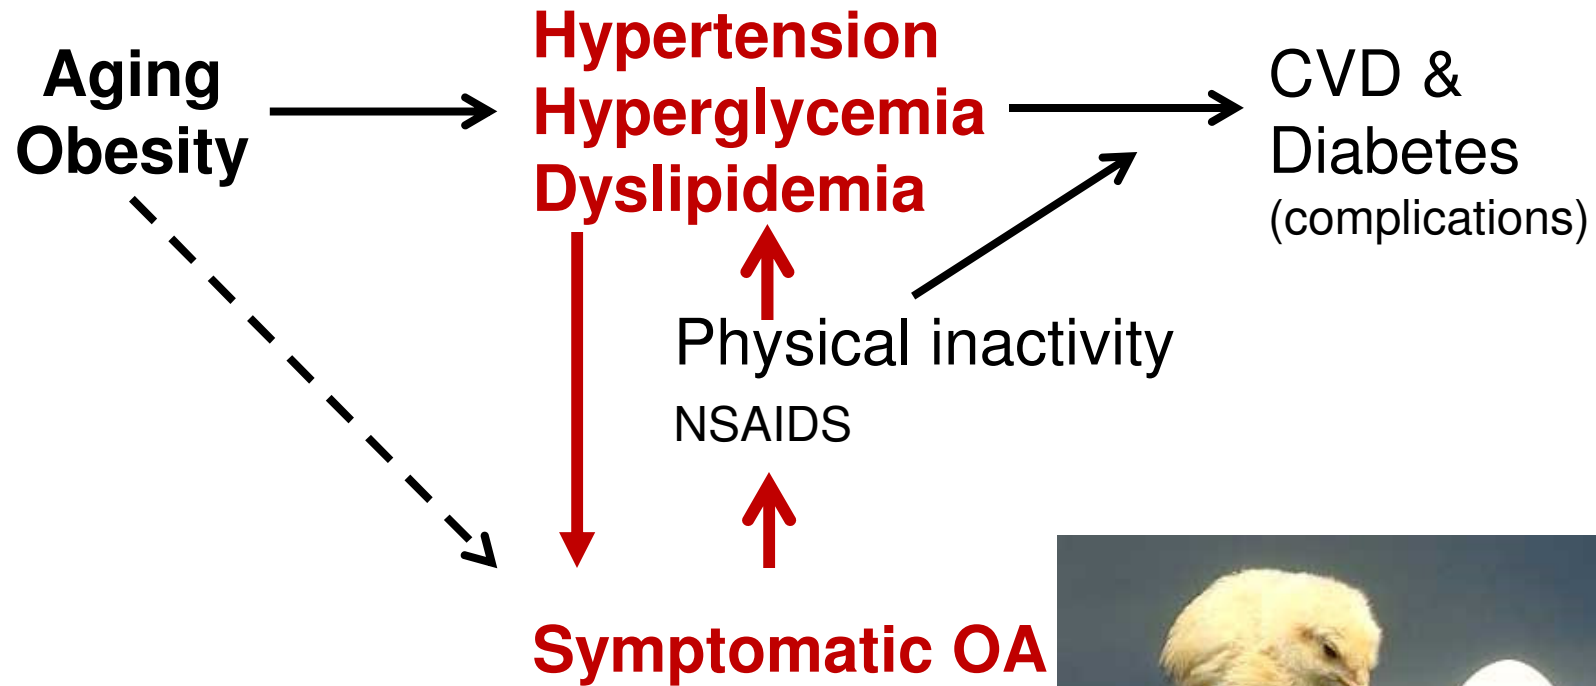 Aging
Obesity
Hypertension
Hyperglycemia
Dyslipidemia
CVD &
Diabetes
(complications)
Physical inactivity
NSAIDS
Symptomatic OA